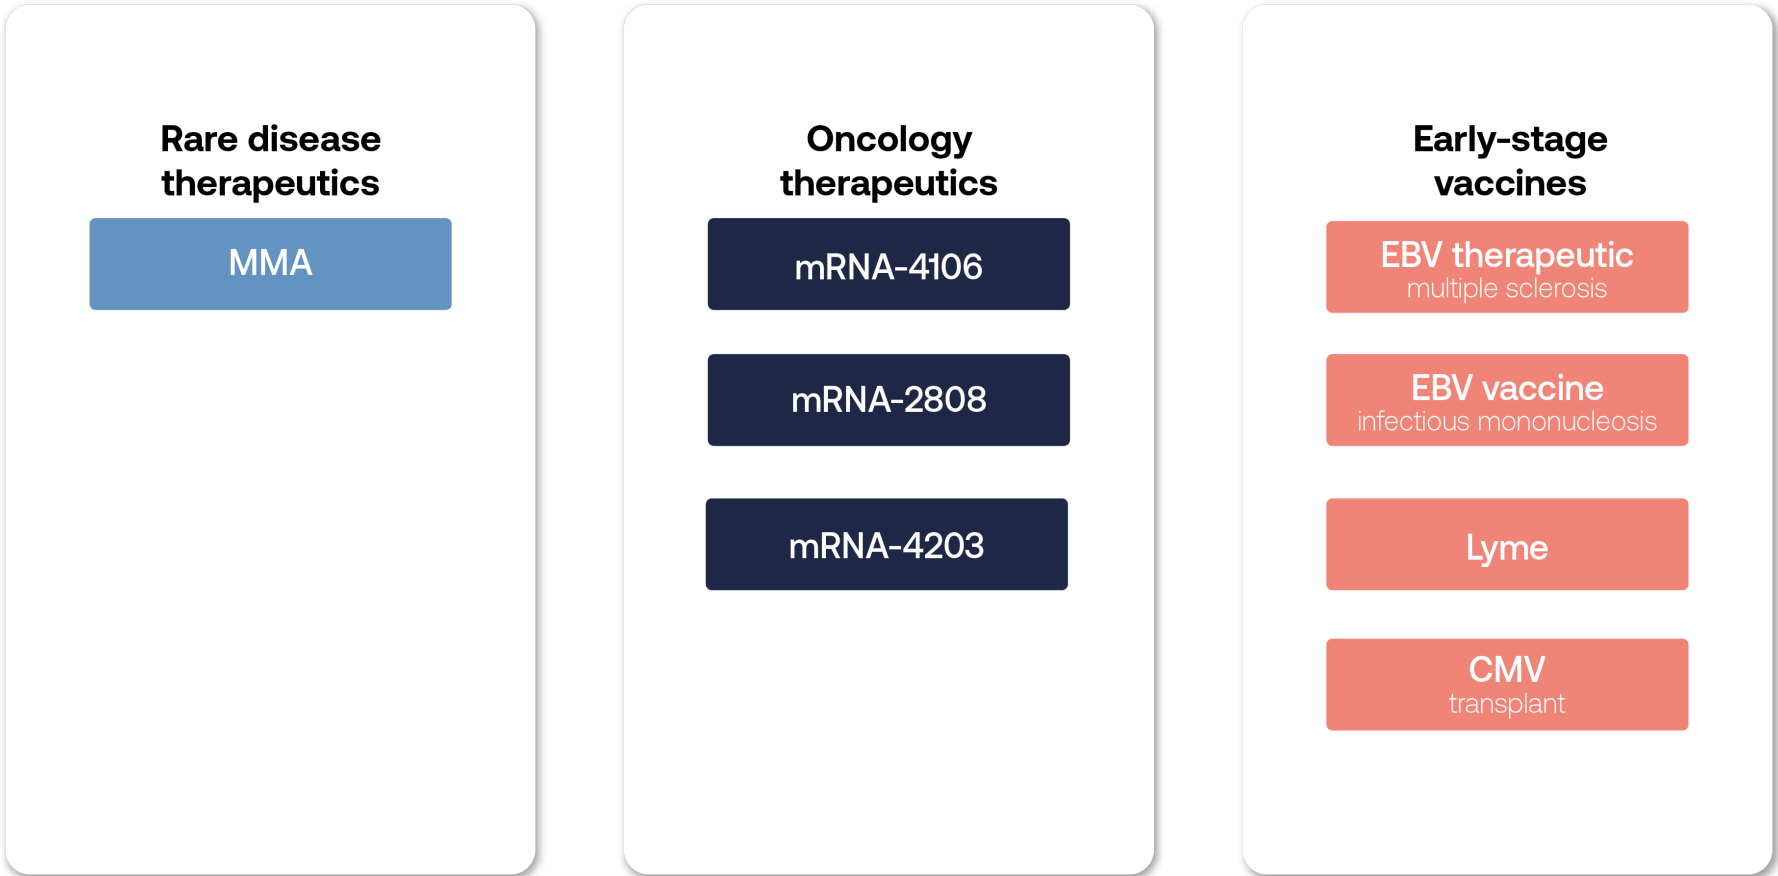 Rare disease
therapeutics
MMA
Oncology
therapeutics
mRNA-4106
mRNA-2808
mRNA-4203
Early-stage
vaccines
EBV therapeutic
multiple sclerosis
EBV vaccine
infectious mononucleosis
Lyme
CMV
transplant